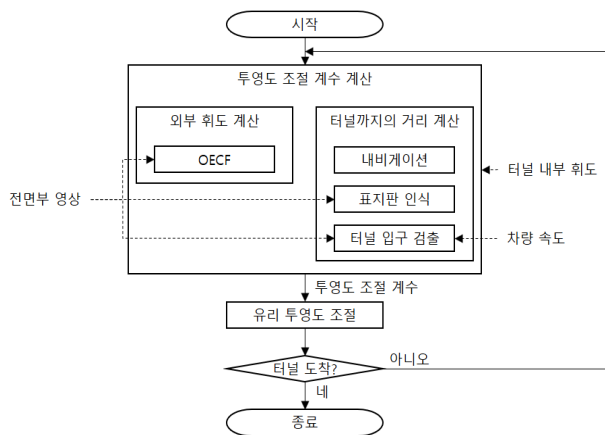 시작
투영도 조절 계수 계산
외부 휘도 계산
터널까지의 거리 계산
OECF
내비게이션
터널 내부 휘도
전면부 영상
표지판 인식
터널 입구 검출
차량 속도
투영도 조절 계수
유리 투영도 조절
터널 도착?
아니오
네
종료